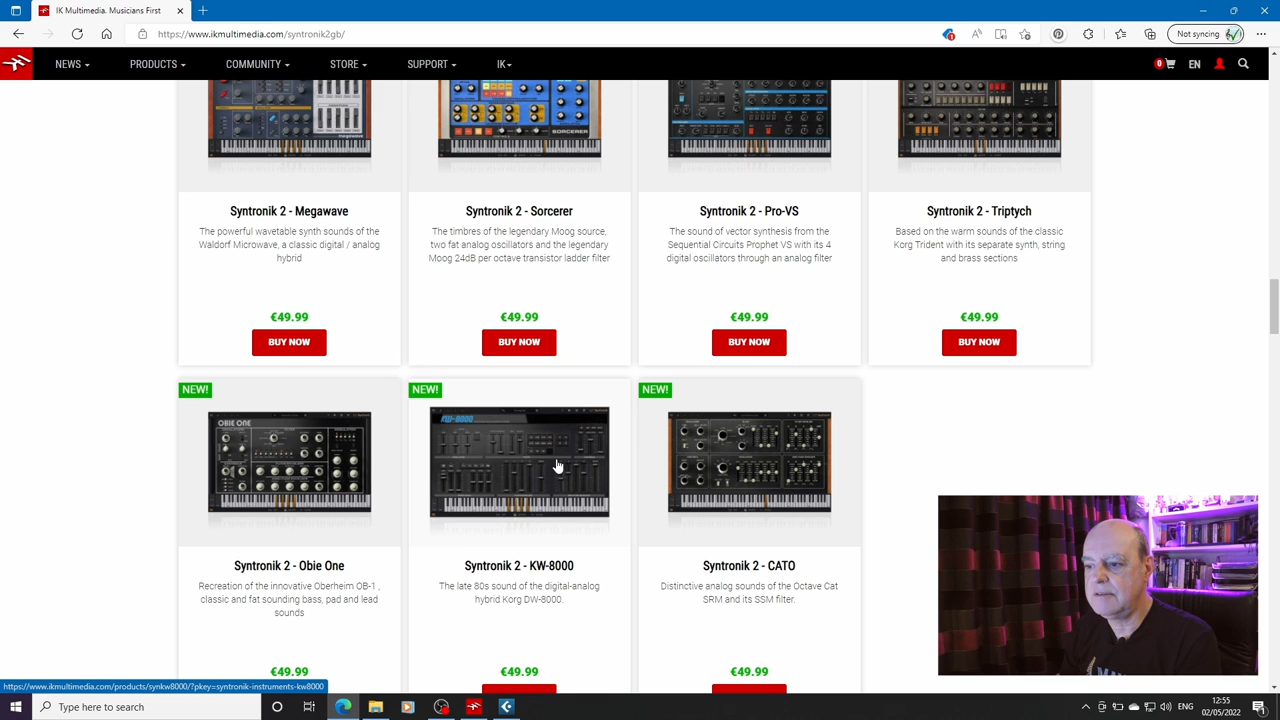 IK Multimedia. Musicians First
https://www.ikmultimedia.com/syntronik2gb/
Not syncing
NEWS
PRODUCTS
COMMUNITY
STORE
SUPPORT
IK
0
EN
megawave
SORCERER
Syntronik 2 - Megawave
The powerful wavetable synth sounds of the
Waldorf Microwave, a classic digital / analog
hybrid
€49.99
BUY NOW
Syntronik 2 - Sorcerer
The timbres of the legendary Moog source,
two fat analog oscillators and the legendary
Moog 24dB per octave transistor ladder filter
€49.99
BUY NOW
Syntronik 2 - Pro-VS
The sound of vector synthesis from the
Sequential Circuits Prophet VS with its 4
digital oscillators through an analog filter
€49.99
BUY NOW
Syntronik 2 - Triptych
Based on the warm sounds of the classic
Korg Trident with its separate synth, string
and brass sections
€49.99
BUY NOW
NEW!
OBIE ONE
Syntronik 2 - Obie One
Recreation of the innovative Oberheim OB-1,
classic and fat sounding bass, pad and lead
sounds
€49.99
NEW!
KW-8000
Syntronik 2 - KW-8000
The late 80s sound of the digital-analog
hybrid Korg DW-8000.
€49.99
NEW!
Syntronik 2 - CATO
Distinctive analog sounds of the Octave Cat
SRM and its SSM filter.
€49.99
https://www.ikmultimedia.com/products/synkw8000/?pkey=syntronik-instruments-kw8000
Type here to search
ENG
12:55
02/05/2022